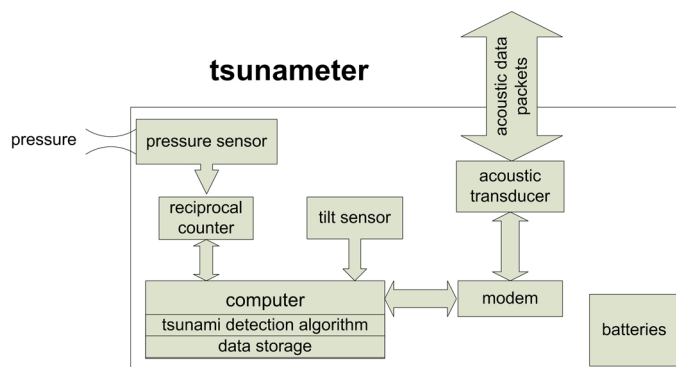 tsunameter
acoustic data
packets
pressure
pressure sensor
acoustic
transducer
reciprocal
counter
tilt sensor
computer
modem
tsunami detection algorithm
batteries
data storage